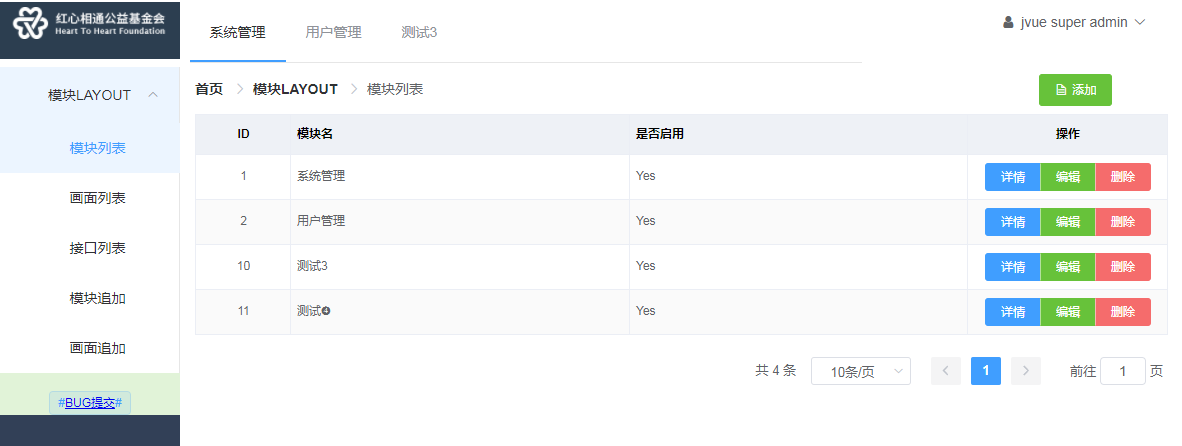 红心相通公益基金会
Heart To Heart Foundation
系统管理 用户管理 测试3
jvue super admin
模块LAYOUT
模块列表
画面列表
接口列表
模块追加
画面追加
#BUG提交#
首页 模块LAYOUT 模块列表
添加
ID 模块名 是否启用 操作
1 系统管理 Yes 详情 编辑 删除
2 用户管理 Yes 详情 编辑 删除
10 测试3 Yes 详情 编辑 删除
11 测试 Yes 详情 编辑 删除
共 4 条 10条/页 1 前往 1 页